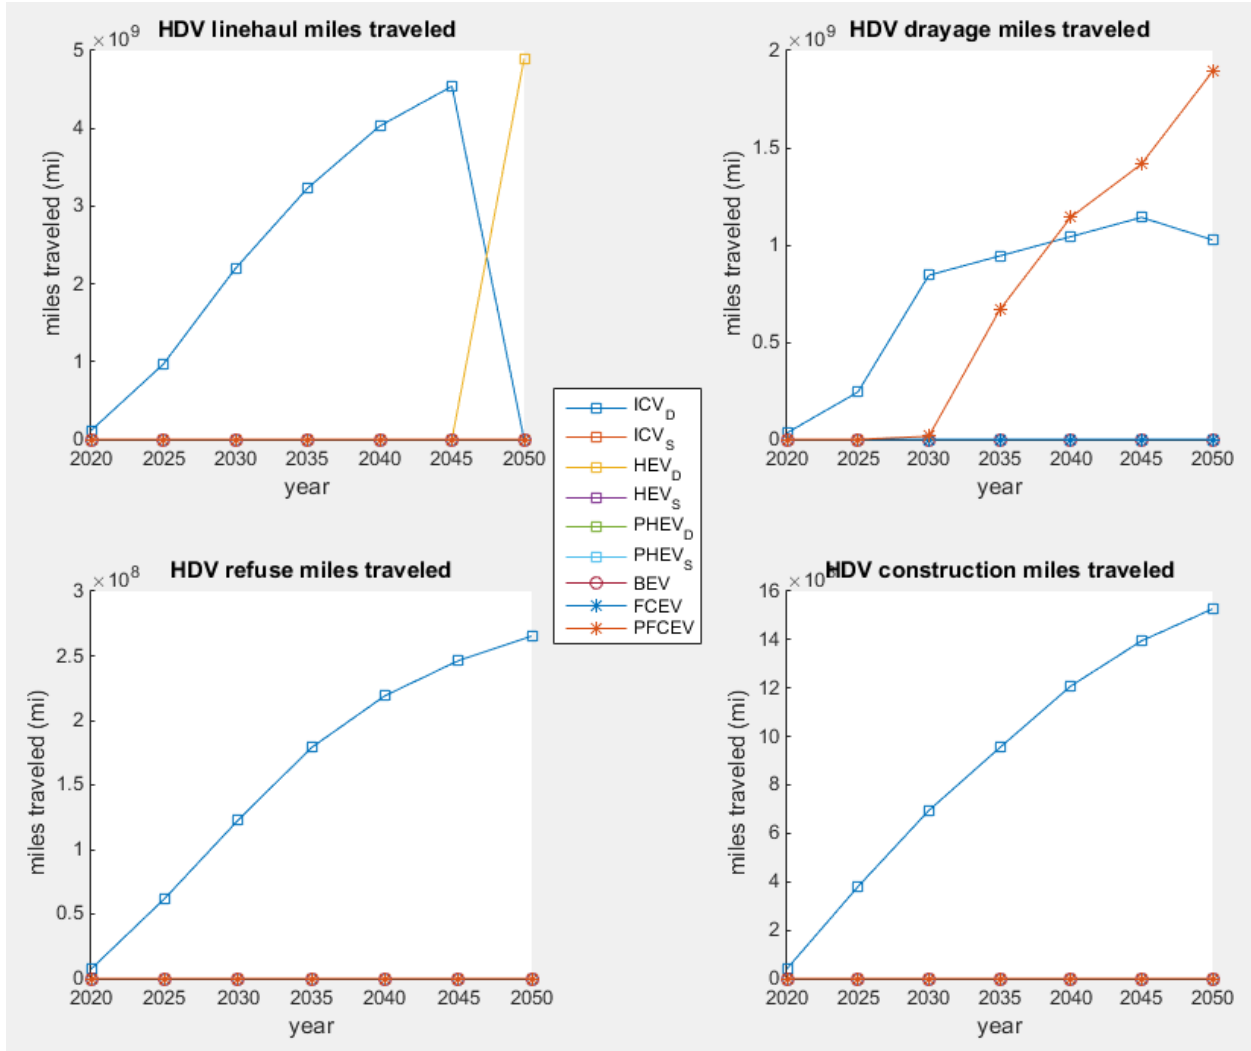 HDV linehaul miles traveled
×10⁹
5
4
3
2
1
0
miles traveled (mi)
2020 2025 2030 2035 2040 2045 2050
year
HDV drayage miles traveled
×10⁹
2
1.5
1
0.5
0
miles traveled (mi)
2020 2025 2030 2035 2040 2045 2050
year
ICV_D
ICV_S
HEV_D
HEV_S
PHEV_D
PHEV_S
BEV
FCEV
PFCEV
HDV refuse miles traveled
×10⁸
3
2.5
2
1.5
1
0.5
0
miles traveled (mi)
2020 2025 2030 2035 2040 2045 2050
year
HDV construction miles traveled
×10
16
14
12
10
8
6
4
2
0
miles traveled (mi)
2020 2025 2030 2035 2040 2045 2050
year